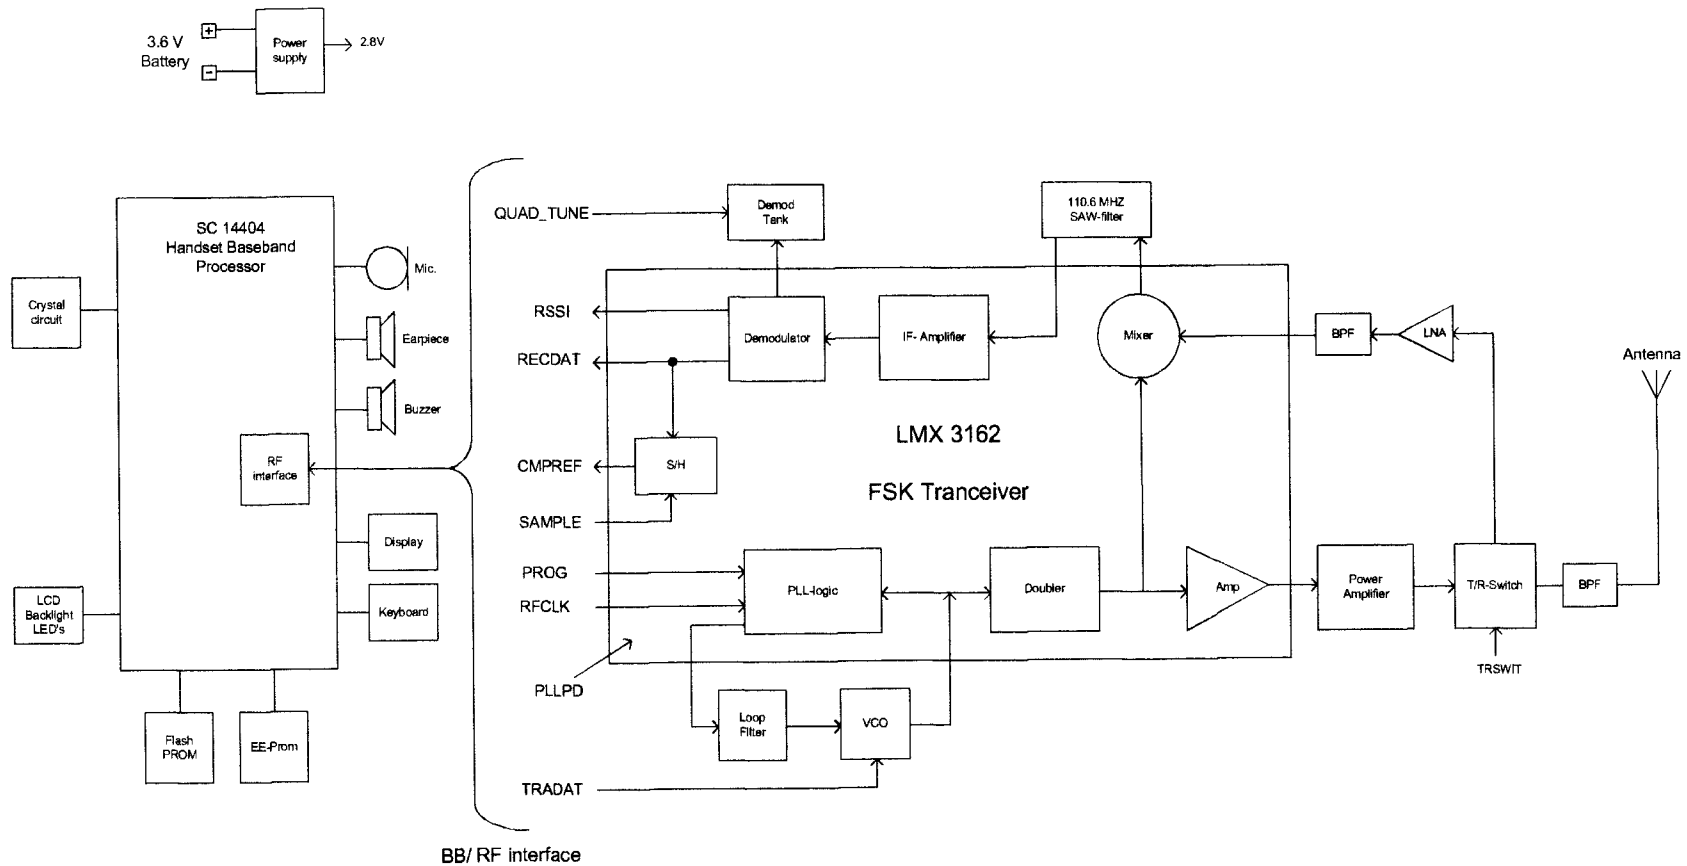 3.6 V
Battery
+
-
Power
supply
2.8V
SC 14404
Handset Baseband
Processor
Crystal
circuit
Mic.
Earpiece
Buzzer
RF
interface
Display
Keyboard
LCD
Backlight
LED's
Flash
PROM
EE-Prom
BB/ RF interface
QUAD_TUNE
RSSI
RECDAT
CMPREF
SAMPLE
PROG
RFCLK
PLLPD
TRADAT
Demod
Tank
110.6 MHZ
SAW-filter
Demodulator
IF- Amplifier
Mixer
BPF
LNA
Antenna
S/H
LMX 3162
FSK Tranceiver
PLL-logic
Doubler
Amp
Power
Amplifier
T/R-Switch
BPF
TRSWIT
Loop
Filter
VCO